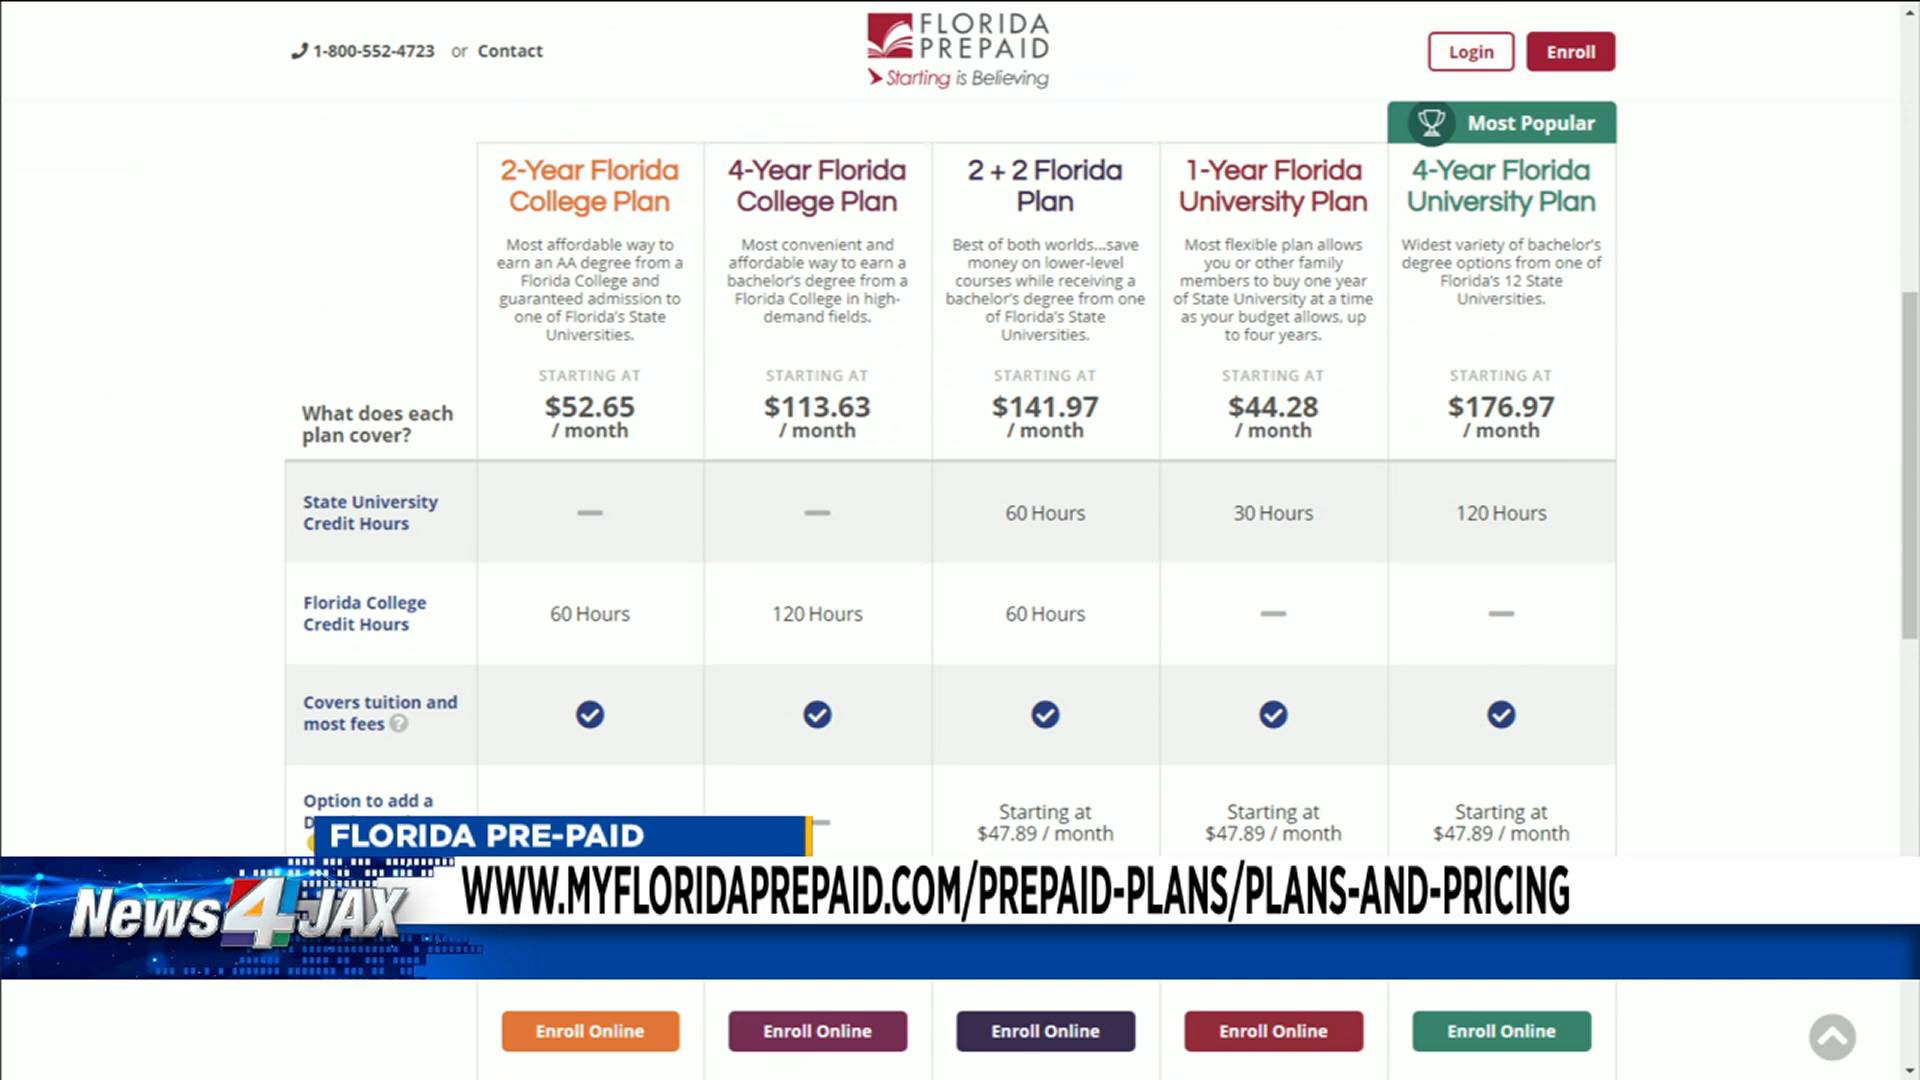 1-800-552-4723 or Contact
FLORIDA
PREPAID
Starting is Believing
Login
Enroll
Most Popular
2-Year Florida
College Plan
Most affordable way to
earn an AA degree from a
Florida College and
guaranteed admission to
one of Florida's State
Universities.
STARTING AT
$52.65
/ month
4-Year Florida
College Plan
Most convenient and
affordable way to earn a
bachelor's degree from a
Florida College in high-
demand fields.
STARTING AT
$113.63
/ month
2 + 2 Florida
Plan
Best of both worlds...save
money on lower-level
courses while receiving a
bachelor's degree from one
of Florida's State
Universities.
STARTING AT
$141.97
/ month
1-Year Florida
University Plan
Most flexible plan allows
you or other family
members to buy one year
of State University at a time
as your budget allows, up
to four years.
STARTING AT
$44.28
/ month
4-Year Florida
University Plan
Widest variety of bachelor's
degree options from one of
Florida's 12 State
Universities.
STARTING AT
$176.97
/ month
What does each
plan cover?
State University
Credit Hours
— — 60 Hours 30 Hours 120 Hours
Florida College
Credit Hours
60 Hours 120 Hours 60 Hours — —
Covers tuition and
most fees ?
Option to add a
—
Starting at
$47.89 / month
Starting at
$47.89 / month
Starting at
$47.89 / month
FLORIDA PRE-PAID
WWW.MYFLORIDAPREPAID.COM/PREPAID-PLANS/PLANS-AND-PRICING
News4JAX
Enroll Online
Enroll Online
Enroll Online
Enroll Online
Enroll Online